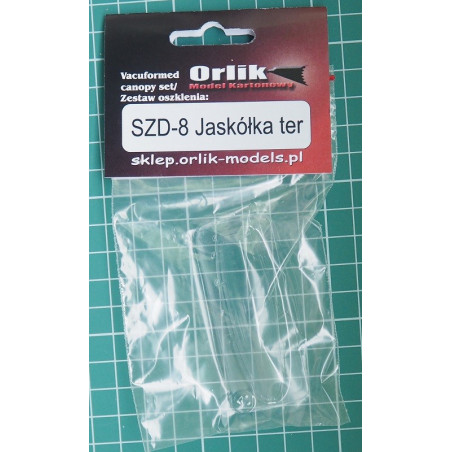 Vacuformed
canopy set/
Zestaw oszklenia:
Orlik
Model Kartonowy
SZD-8 Jaskółka ter
sklep.orlik-models.pl